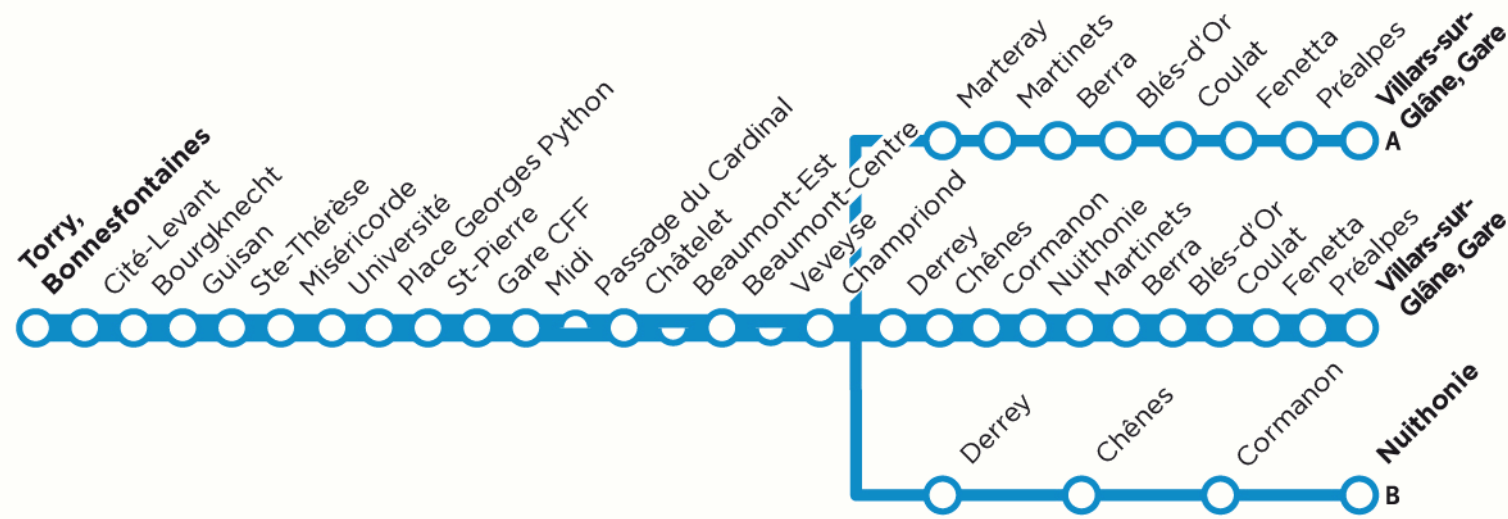 Torry,
Bonnesfontaines
Cité-Levant
Bourgknecht
Guisan
Ste-Thérèse
Miséricorde
Université
Place Georges Python
St-Pierre
Gare CFF
Midi
Passage du Cardinal
Châtelet
Beaumont-Est
Beaumont-Centre
Veveyse
Champriond
Marteray
Martinets
Berra
Blés-d'Or
Coulat
Fenetta
Préalpes
Villars-sur-
Glâne, Gare
A
Derrey
Chênes
Cormanon
Nuithonie
Martinets
Berra
Blés-d'Or
Coulat
Fenetta
Préalpes
Villars-sur-
Glâne, Gare
Derrey
Chênes
Cormanon
Nuithonie
B